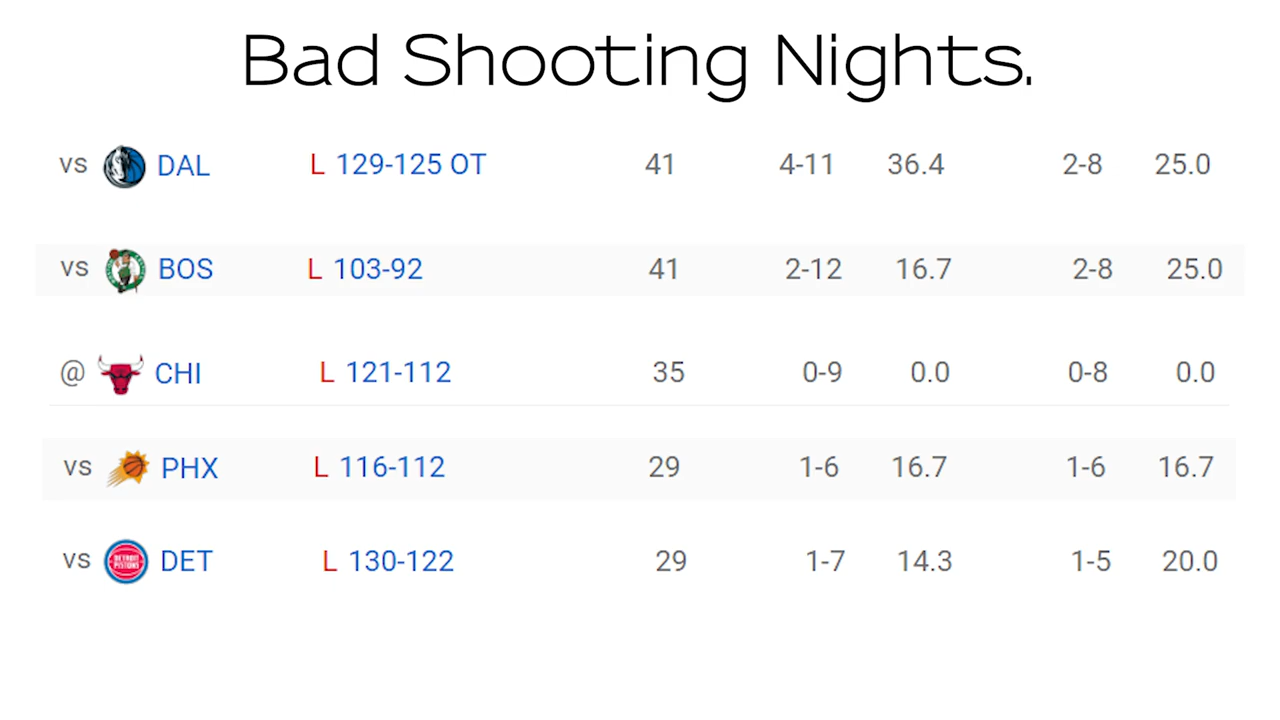 Bad Shooting Nights.
vs DAL L 129-125 OT 41 4-11 36.4 2-8 25.0
vs BOS L 103-92 41 2-12 16.7 2-8 25.0
@ CHI L 121-112 35 0-9 0.0 0-8 0.0
vs PHX L 116-112 29 1-6 16.7 1-6 16.7
vs DETROIT PISTONS DET L 130-122 29 1-7 14.3 1-5 20.0